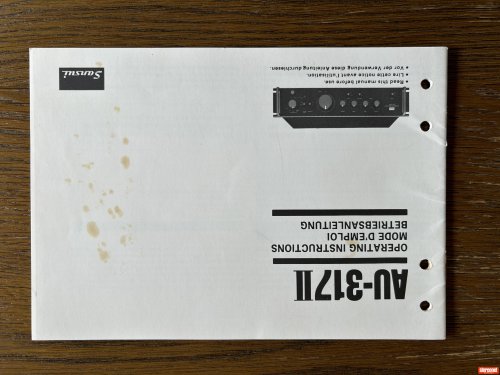 AU-317II
OPERATING INSTRUCTIONS
MODE D'EMPLOI
BETRIEBSANLEITUNG
• Read this manual before use.
• Lire cette notice avant l'utilisation.
• Vor der Verwendung diese Anleitung durchlesen.
Sansui